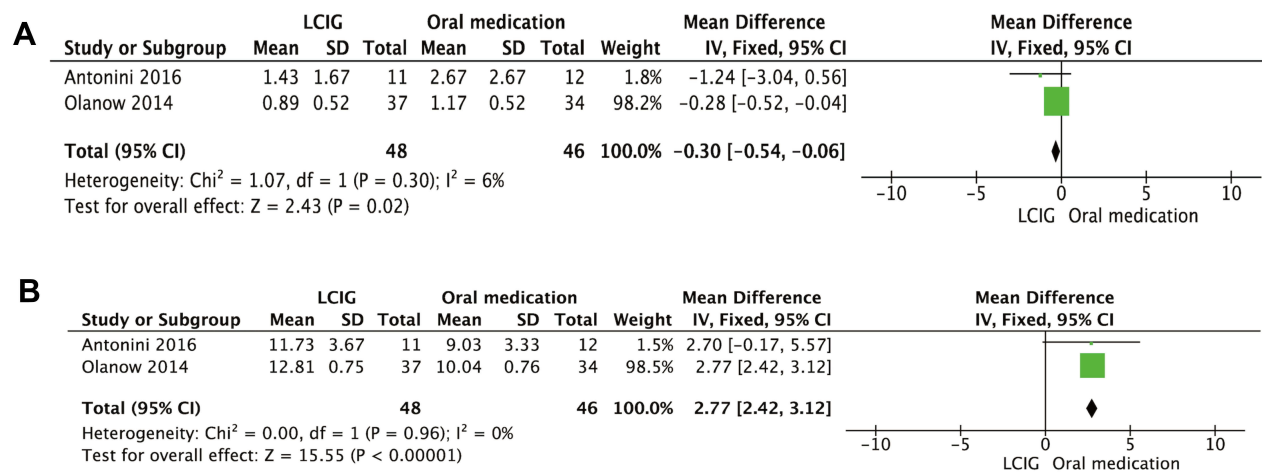 A
LCIG Oral medication Mean Difference Mean Difference
Study or Subgroup Mean SD Total Mean SD Total Weight IV, Fixed, 95% CI IV, Fixed, 95% CI
Antonini 2016 1.43 1.67 11 2.67 2.67 12 1.8% −1.24 [−3.04, 0.56]
Olanow 2014 0.89 0.52 37 1.17 0.52 34 98.2% −0.28 [−0.52, −0.04]
Total (95% CI) 48 46 100.0% −0.30 [−0.54, −0.06]
Heterogeneity: Chi² = 1.07, df = 1 (P = 0.30); I² = 6%
Test for overall effect: Z = 2.43 (P = 0.02)
−10 −5 0 5 10
LCIG Oral medication
B
LCIG Oral medication Mean Difference Mean Difference
Study or Subgroup Mean SD Total Mean SD Total Weight IV, Fixed, 95% CI IV, Fixed, 95% CI
Antonini 2016 11.73 3.67 11 9.03 3.33 12 1.5% 2.70 [−0.17, 5.57]
Olanow 2014 12.81 0.75 37 10.04 0.76 34 98.5% 2.77 [2.42, 3.12]
Total (95% CI) 48 46 100.0% 2.77 [2.42, 3.12]
Heterogeneity: Chi² = 0.00, df = 1 (P = 0.96); I² = 0%
Test for overall effect: Z = 15.55 (P < 0.00001)
−10 −5 0 5 10
LCIG Oral medication